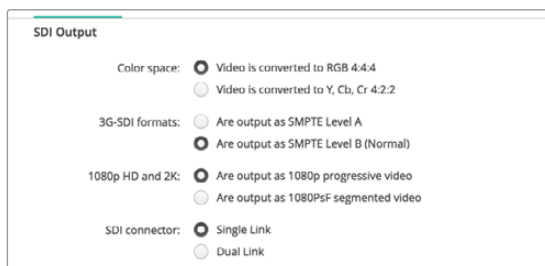 SDI Output
Color space: Video is converted to RGB 4:4:4
Video is converted to Y, Cb, Cr 4:2:2
3G-SDI formats: Are output as SMPTE Level A
Are output as SMPTE Level B (Normal)
1080p HD and 2K: Are output as 1080p progressive video
Are output as 1080PsF segmented video
SDI connector: Single Link
Dual Link